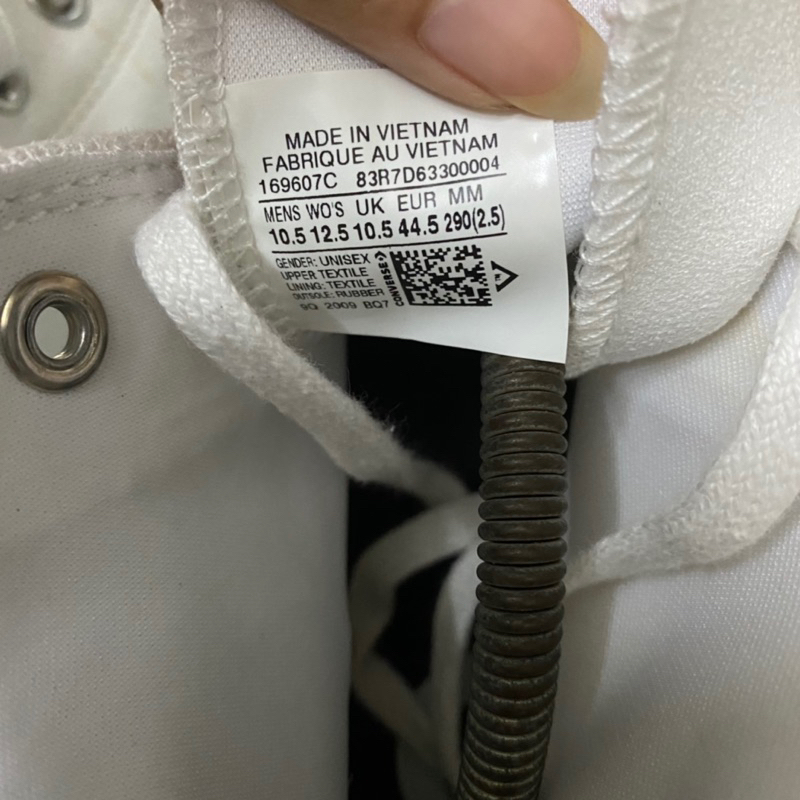 MADE IN VIETNAM
FABRIQUE AU VIETNAM
169607C 83R7D63300004
MENS WO'S UK EUR MM
10.5 12.5 10.5 44.5 290(2.5)
GENDER: UNISEX
UPPER TEXTILE
LINING: TEXTILE
OUTSOLE: RUBBER
9Q 2009 BQ7
CONVERSE